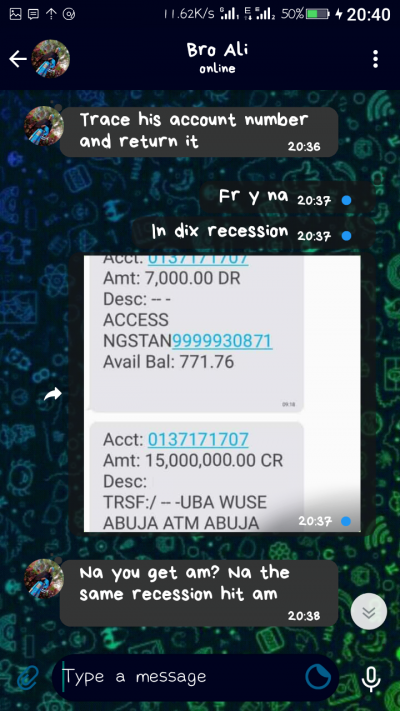 11.62K/s 50% 20:40
Bro Ali
online
Trace his account number
and return it
20:36
Fr y na 20:37
In dix recession 20:37
Acct: 0137171707
Amt: 7,000.00 DR
Desc: -- -
ACCESS
NGSTAN9999930871
Avail Bal: 771.76
09:18
Acct: 0137171707
Amt: 15,000,000.00 CR
Desc:
TRSF:/ -- -UBA WUSE
ABUJA ATM ABUJA
20:37
Na you get am? Na the
same recession hit am
20:38
Type a message